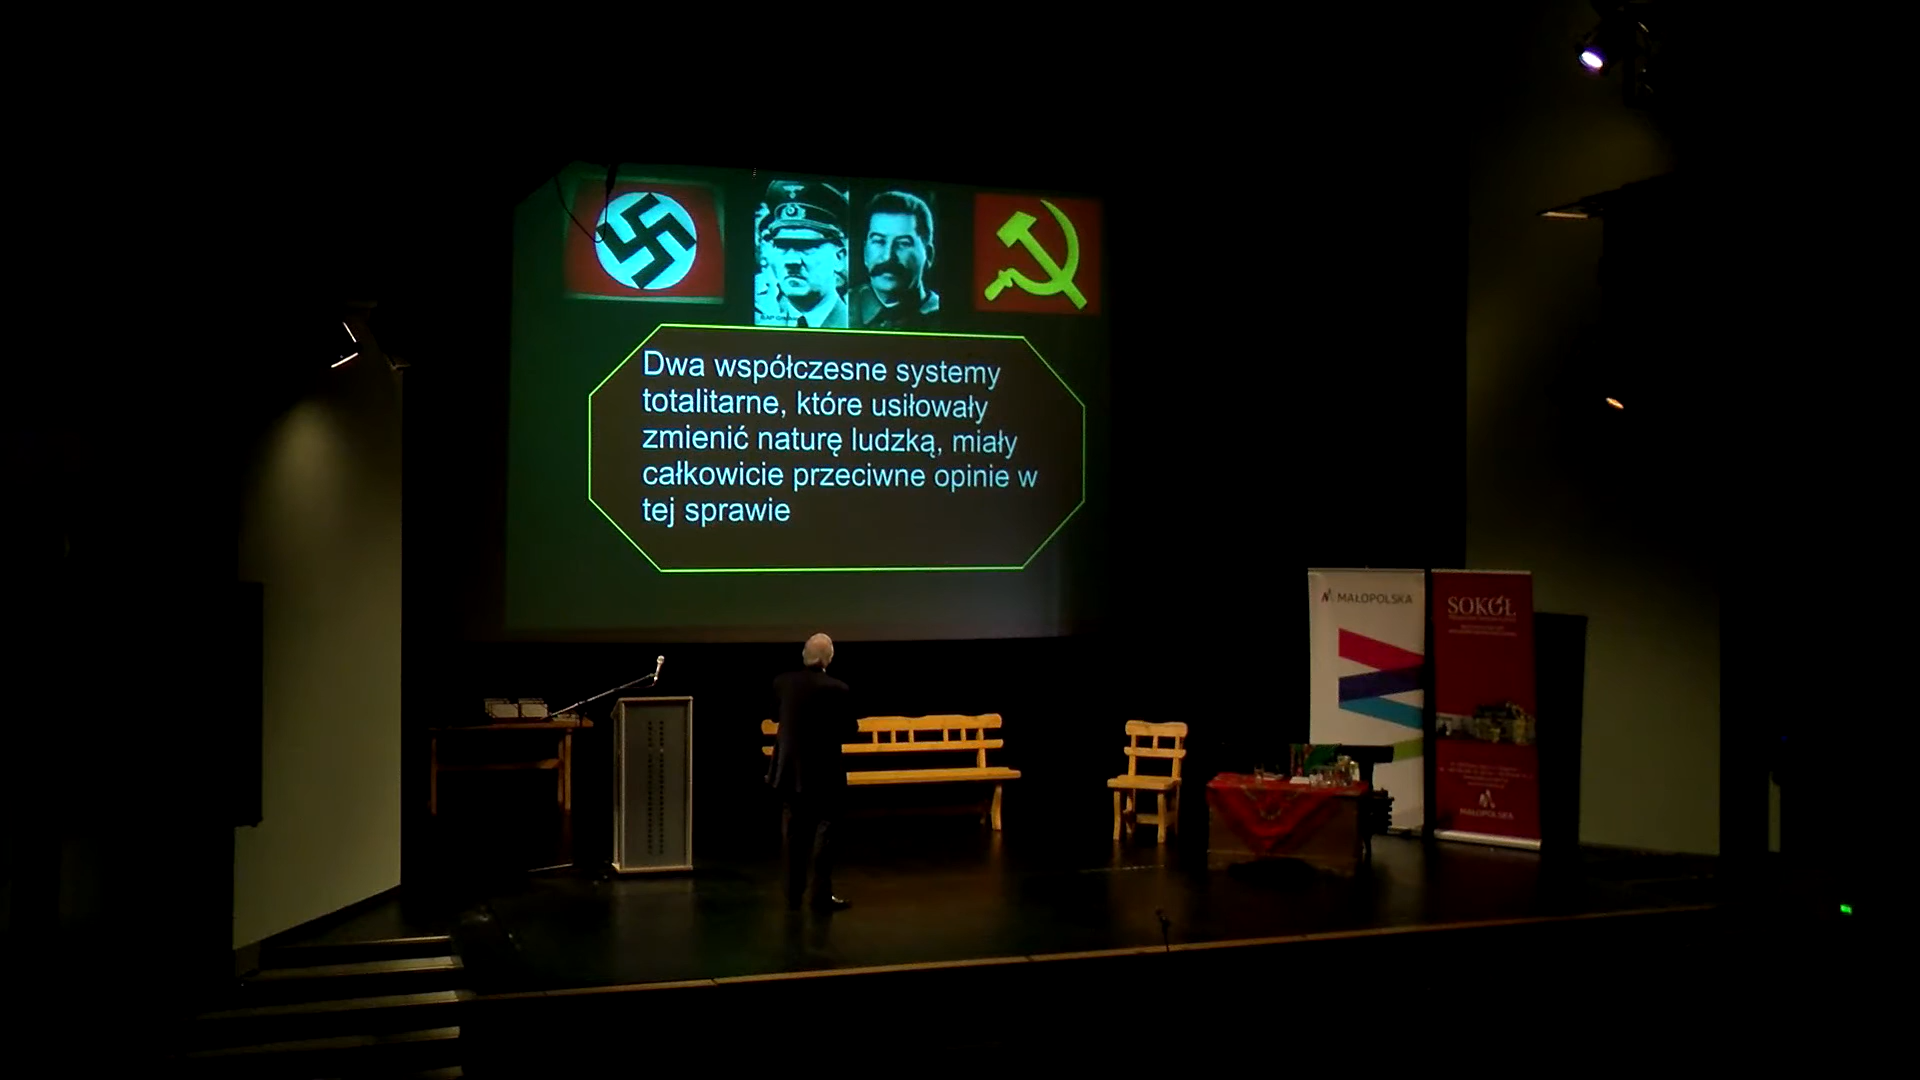 Dwa współczesne systemy
totalitarne, które usiłowały
zmienić naturę ludzką, miały
całkowicie przeciwne opinie w
tej sprawie
MAŁOPOLSKA
SOKÓŁ
MAŁOPOLSKA